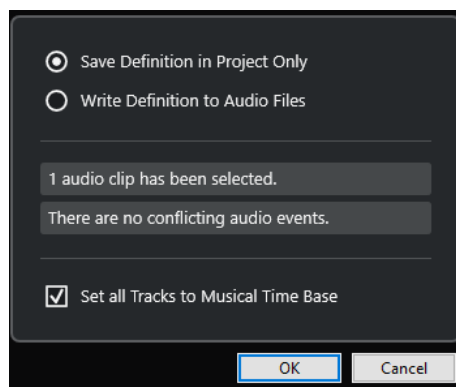 Save Definition in Project Only
Write Definition to Audio Files
1 audio clip has been selected.
There are no conflicting audio events.
Set all Tracks to Musical Time Base
OK
Cancel